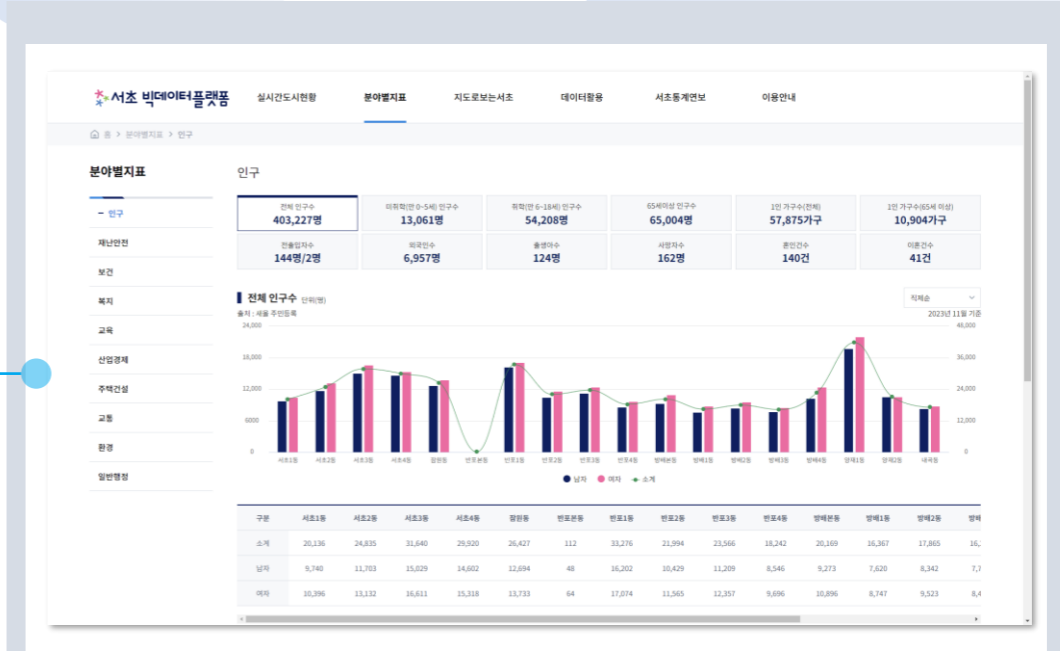 서초 빅데이터플랫폼 실시간도시현황 분야별지표 지도로보는서초 데이터활용 서초통계연보 이용안내
홈 > 분야별지표 > 인구
분야별지표
인구
재난안전
보건
복지
교육
산업경제
주택건설
교통
환경
일반행정
인구
전체 인구수 미취학(만 0~5세) 인구수 취학(만 6~18세) 인구수 65세이상 인구수 1인 가구수(전체) 1인 가구수(65세 이상)
403,227명 13,061명 54,208명 65,004명 57,875가구 10,904가구
전출입자수 외국인수 출생아수 사망자수 혼인건수 이혼건수
144명/2명 6,957명 124명 162명 140건 41건
전체 인구수 단위(명) 직제순
출처 : 새올 주민등록 2023년 11월 기준
24,000 48,000
18,000 36,000
12,000 24,000
6000 12,000
0 0
서초1동 서초2동 서초3동 서초4동 잠원동 반포본동 반포1동 반포2동 반포3동 반포4동 방배본동 방배1동 방배2동 방배3동 방배4동 양재1동 양재2동 내곡동
남자 여자 소계
구분 서초1동 서초2동 서초3동 서초4동 잠원동 반포본동 반포1동 반포2동 반포3동 반포4동 방배본동 방배1동 방배2동
소계 20,136 24,835 31,640 29,920 26,427 112 33,276 21,994 23,566 18,242 20,169 16,367 17,865
남자 9,740 11,703 15,029 14,602 12,694 48 16,202 10,429 11,209 8,546 9,273 7,620 8,342
여자 10,396 13,132 16,611 15,318 13,733 64 17,074 11,565 12,357 9,696 10,896 8,747 9,523